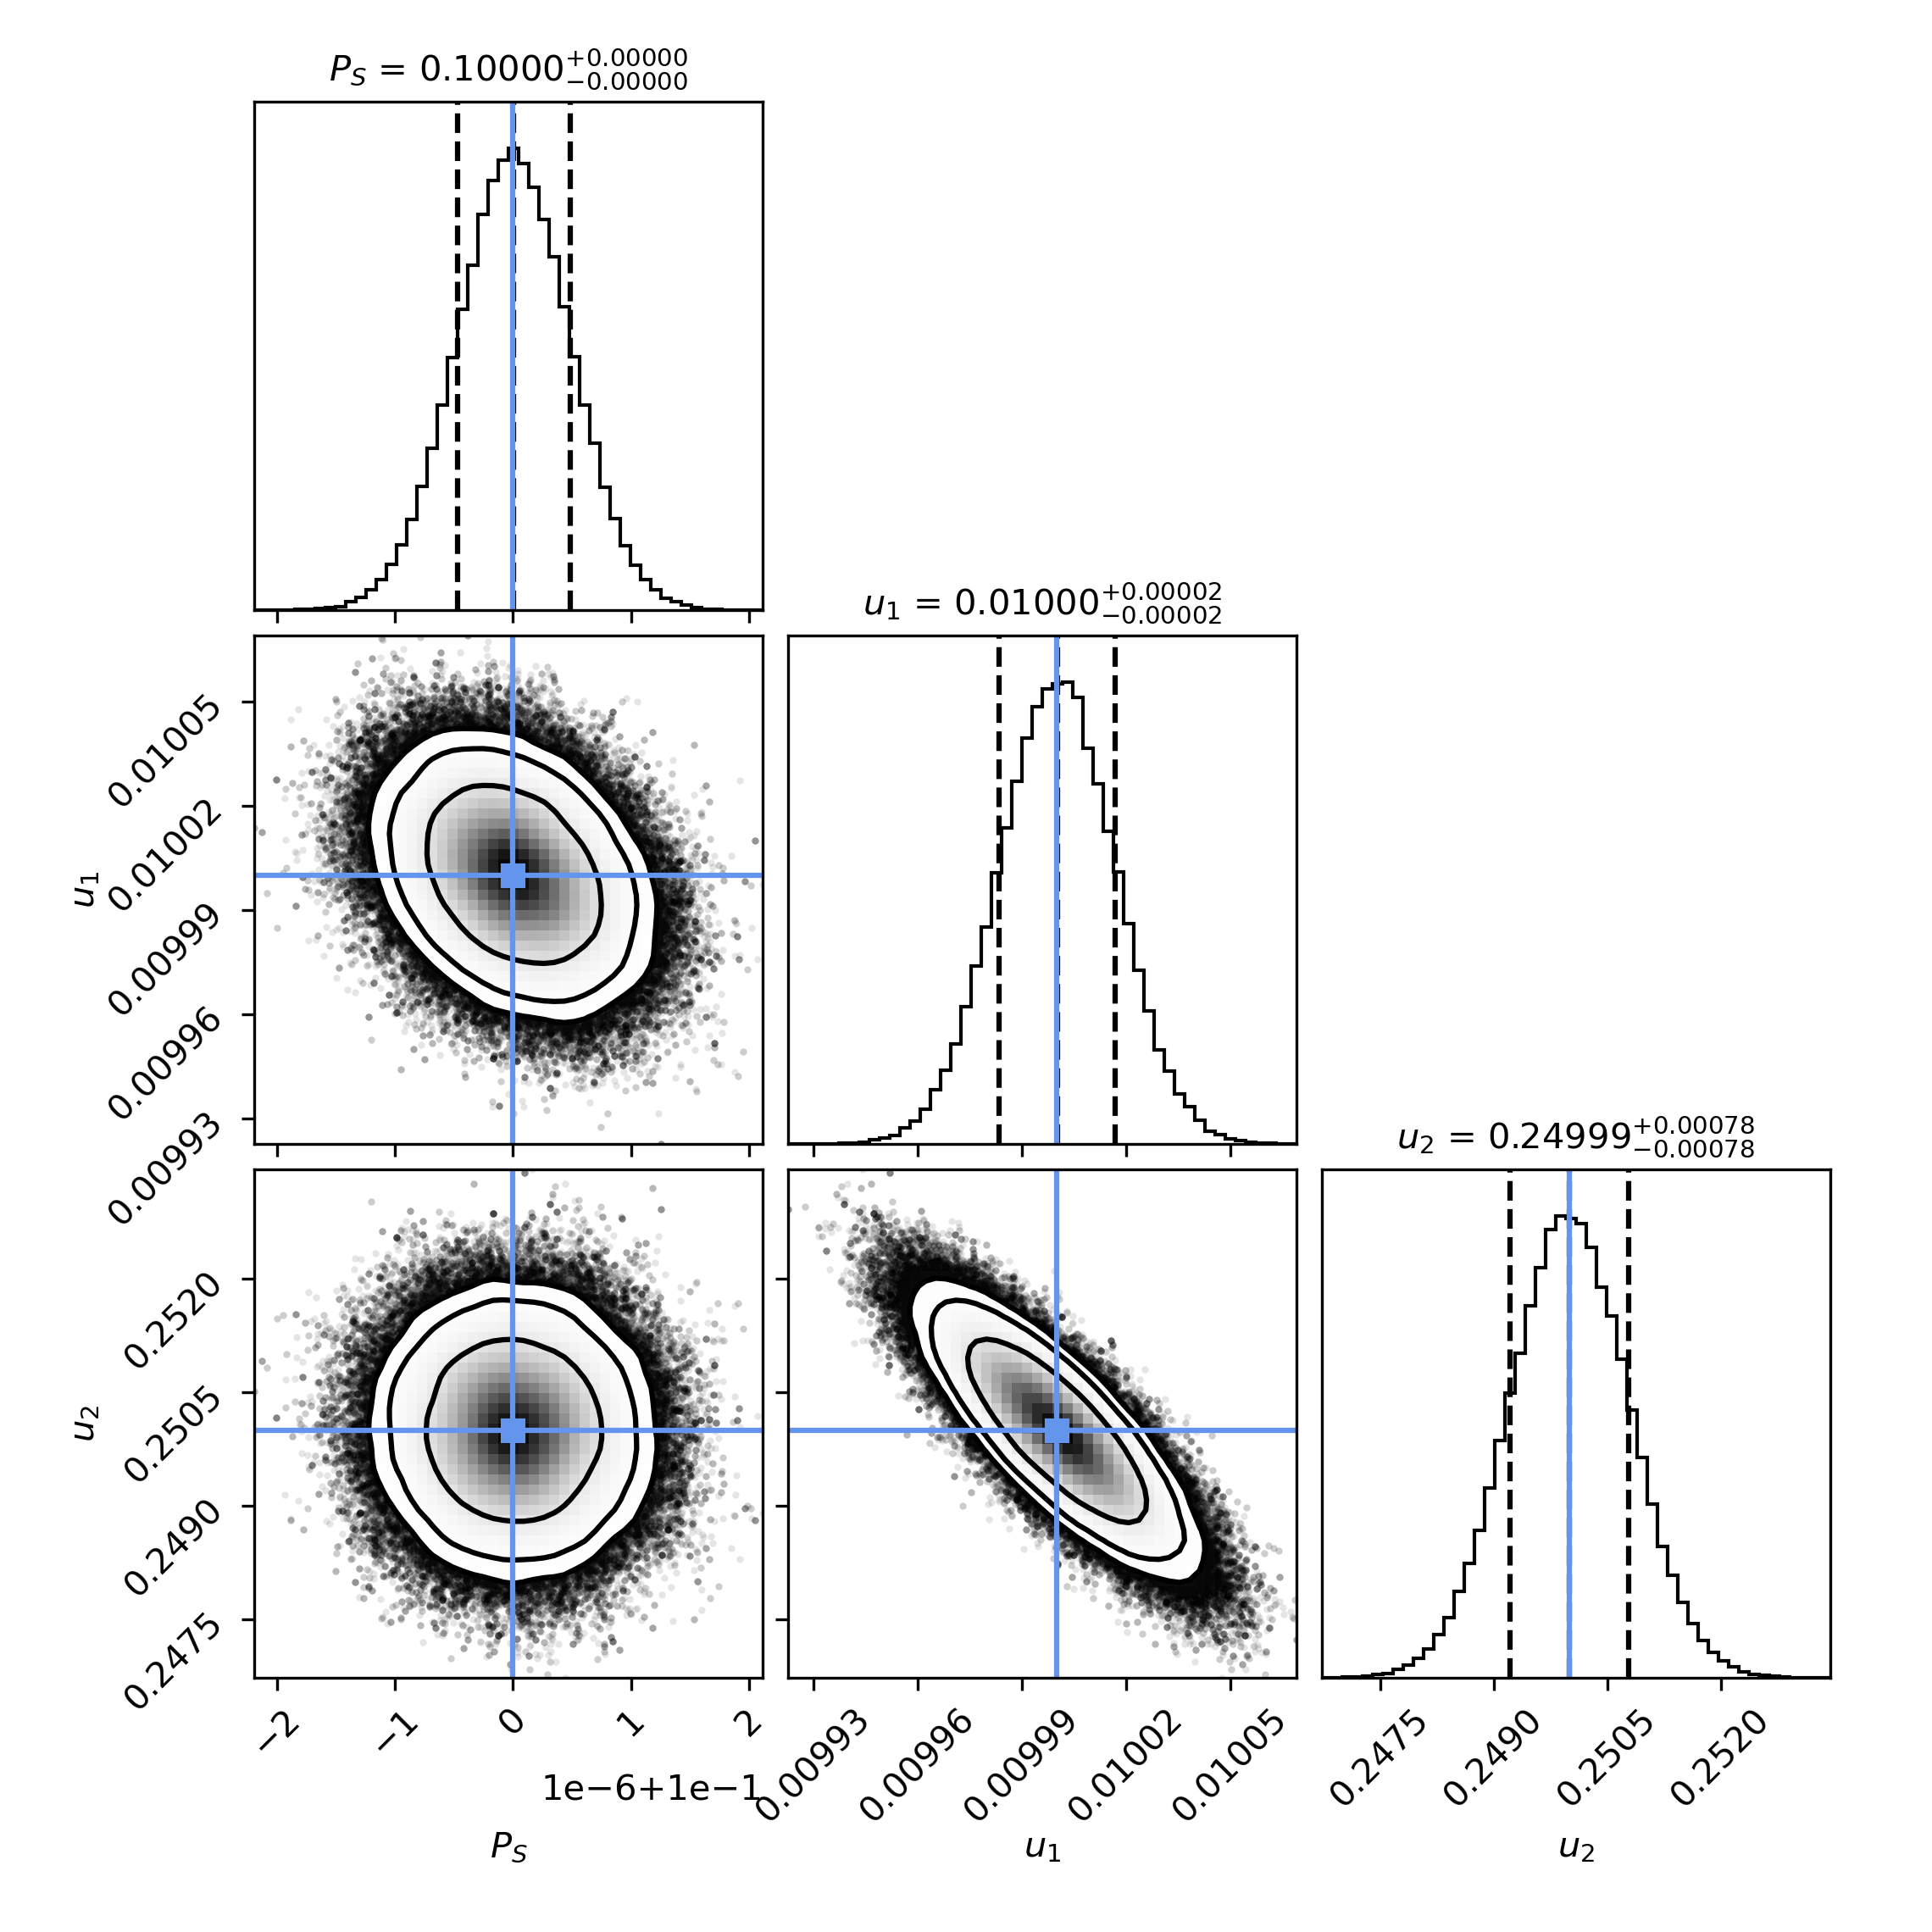 P_S = 0.10000^{+0.00000}_{−0.00000}
u_1 = 0.01000^{+0.00002}_{−0.00002}
u_1
0.01005
0.01002
0.00999
0.00996
0.00993
u_2 = 0.24999^{+0.00078}_{−0.00078}
u_2
0.2520
0.2505
0.2490
0.2475
−2 −1 0 1 2
1e−6+1e−1
P_S
0.00993 0.00996 0.00999 0.01002 0.01005
u_1
0.2475 0.2490 0.2505 0.2520
u_2